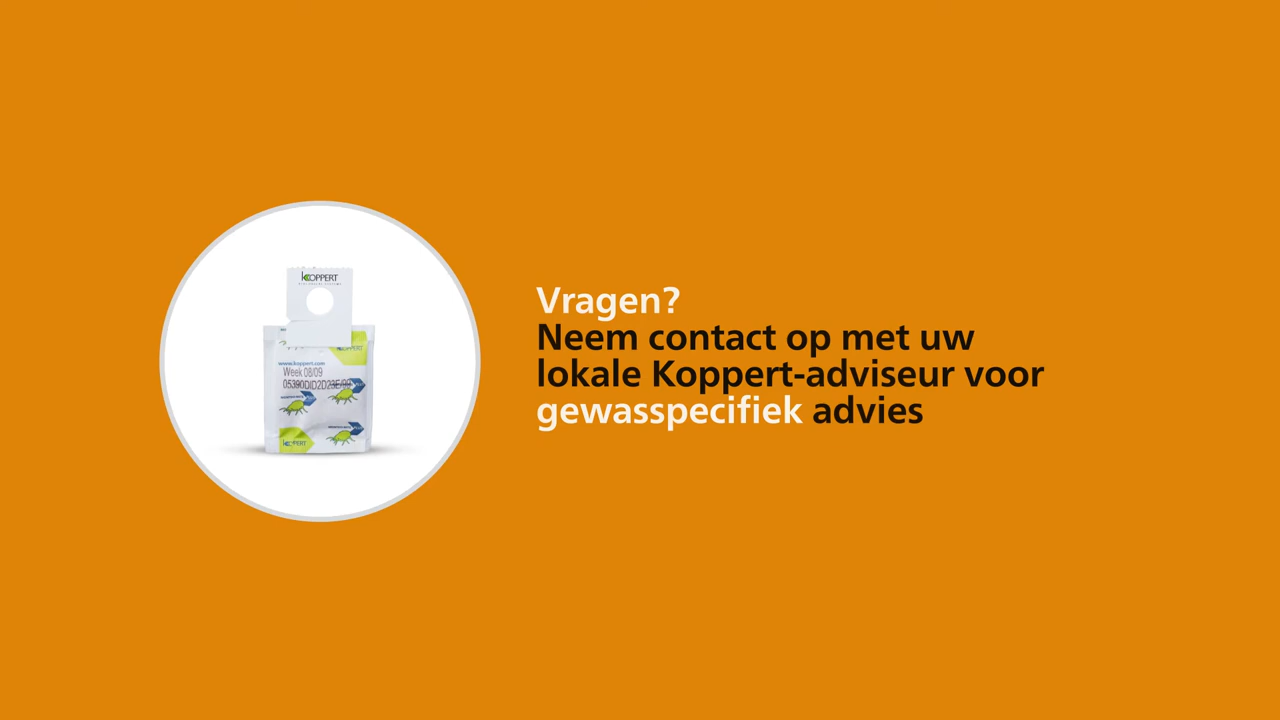 KOPPERT
www.koppert.com
Week 08/09
KOPPERT
Vragen?
Neem contact op met uw
lokale Koppert-adviseur voor
gewasspecifiek advies